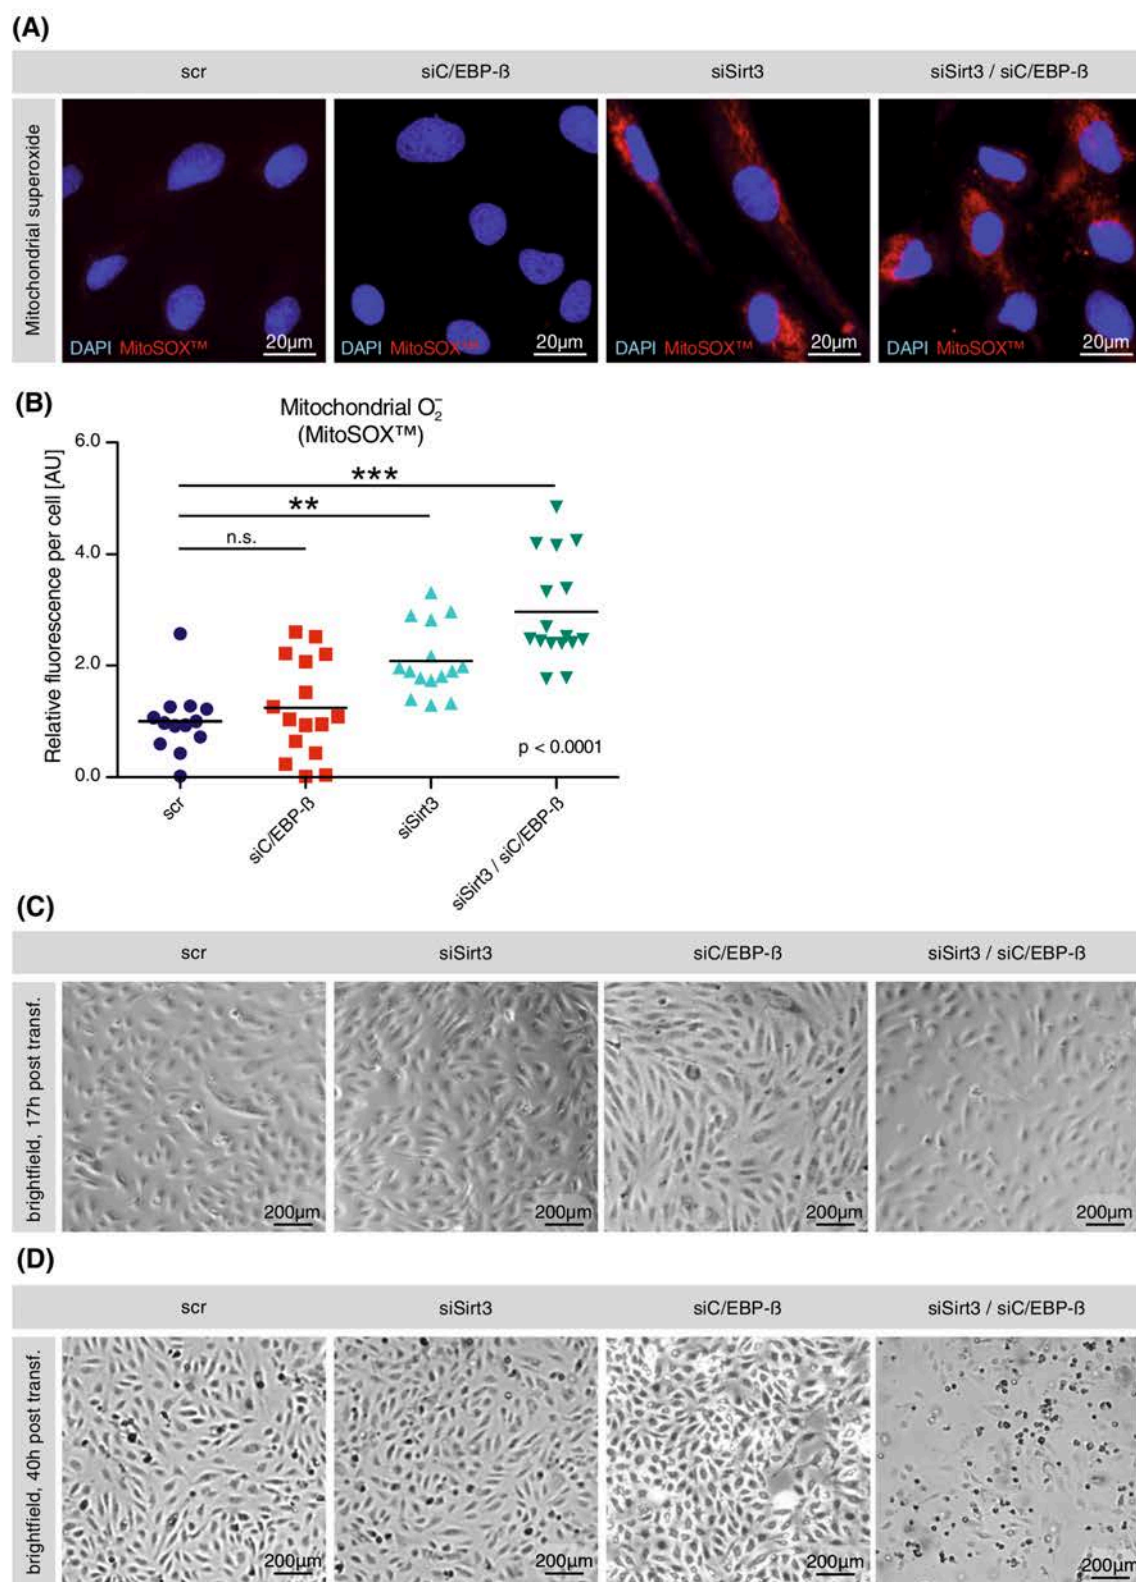 (A)
scr siC/EBP-ß siSirt3 siSirt3 / siC/EBP-ß
Mitochondrial superoxide
DAPI MitoSOX™ 20µm DAPI MitoSOX™ 20µm DAPI MitoSOX™ 20µm DAPI MitoSOX™ 20µm
(B)
Mitochondrial O₂⁻
(MitoSOX™)
Relative fluorescence per cell [AU]
6.0
4.0
2.0
0.0
***
**
n.s.
p < 0.0001
scr
siC/EBP-ß
siSirt3
siSirt3 / siC/EBP-ß
(C)
scr siSirt3 siC/EBP-ß siSirt3 / siC/EBP-ß
brightfield, 17h post transf.
200µm 200µm 200µm 200µm
(D)
scr siSirt3 siC/EBP-ß siSirt3 / siC/EBP-ß
brightfield, 40h post transf.
200µm 200µm 200µm 200µm